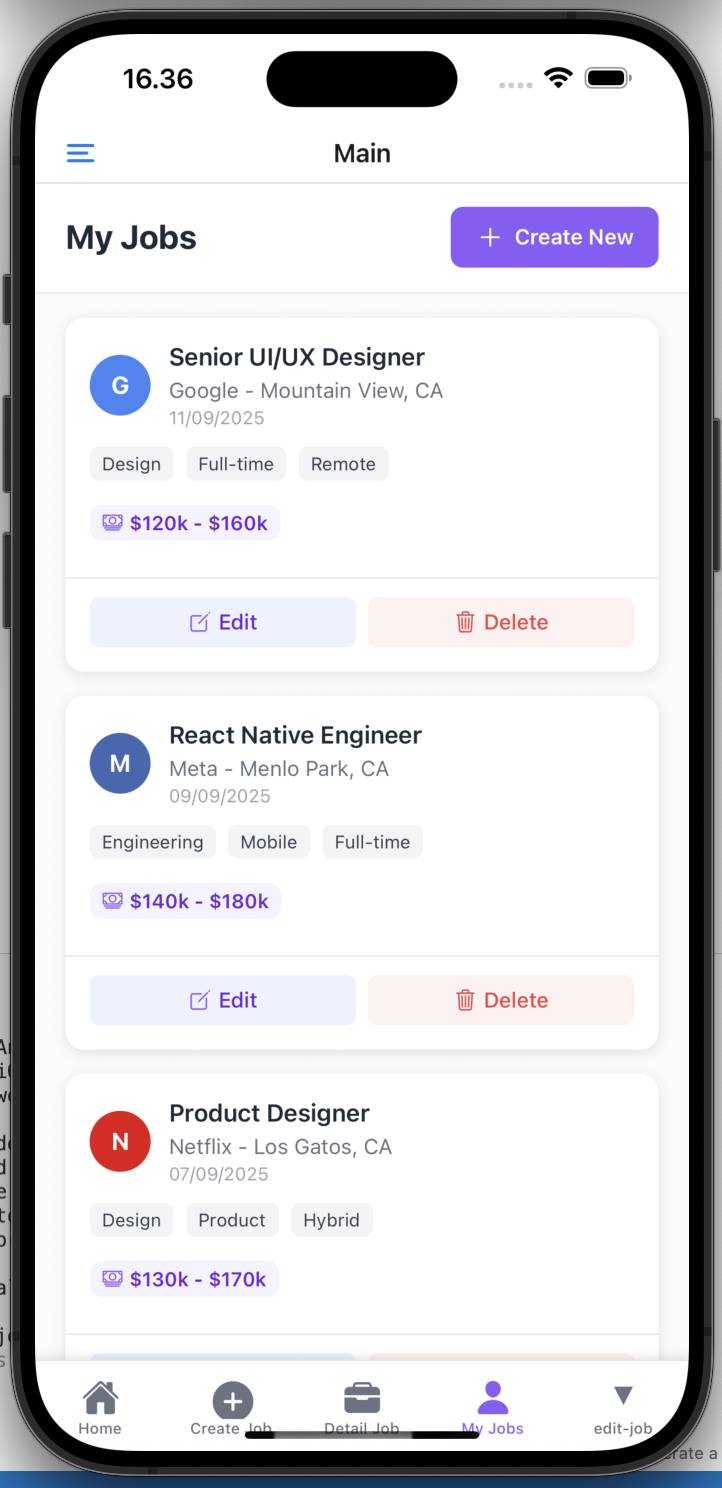 16.36
Main
My Jobs
Create New
G
Senior UI/UX Designer
Google - Mountain View, CA
11/09/2025
Design Full-time Remote
$120k - $160k
Edit Delete
M
React Native Engineer
Meta - Menlo Park, CA
09/09/2025
Engineering Mobile Full-time
$140k - $180k
Edit Delete
N
Product Designer
Netflix - Los Gatos, CA
07/09/2025
Design Product Hybrid
$130k - $170k
Home Create Job Detail Job My Jobs edit-job